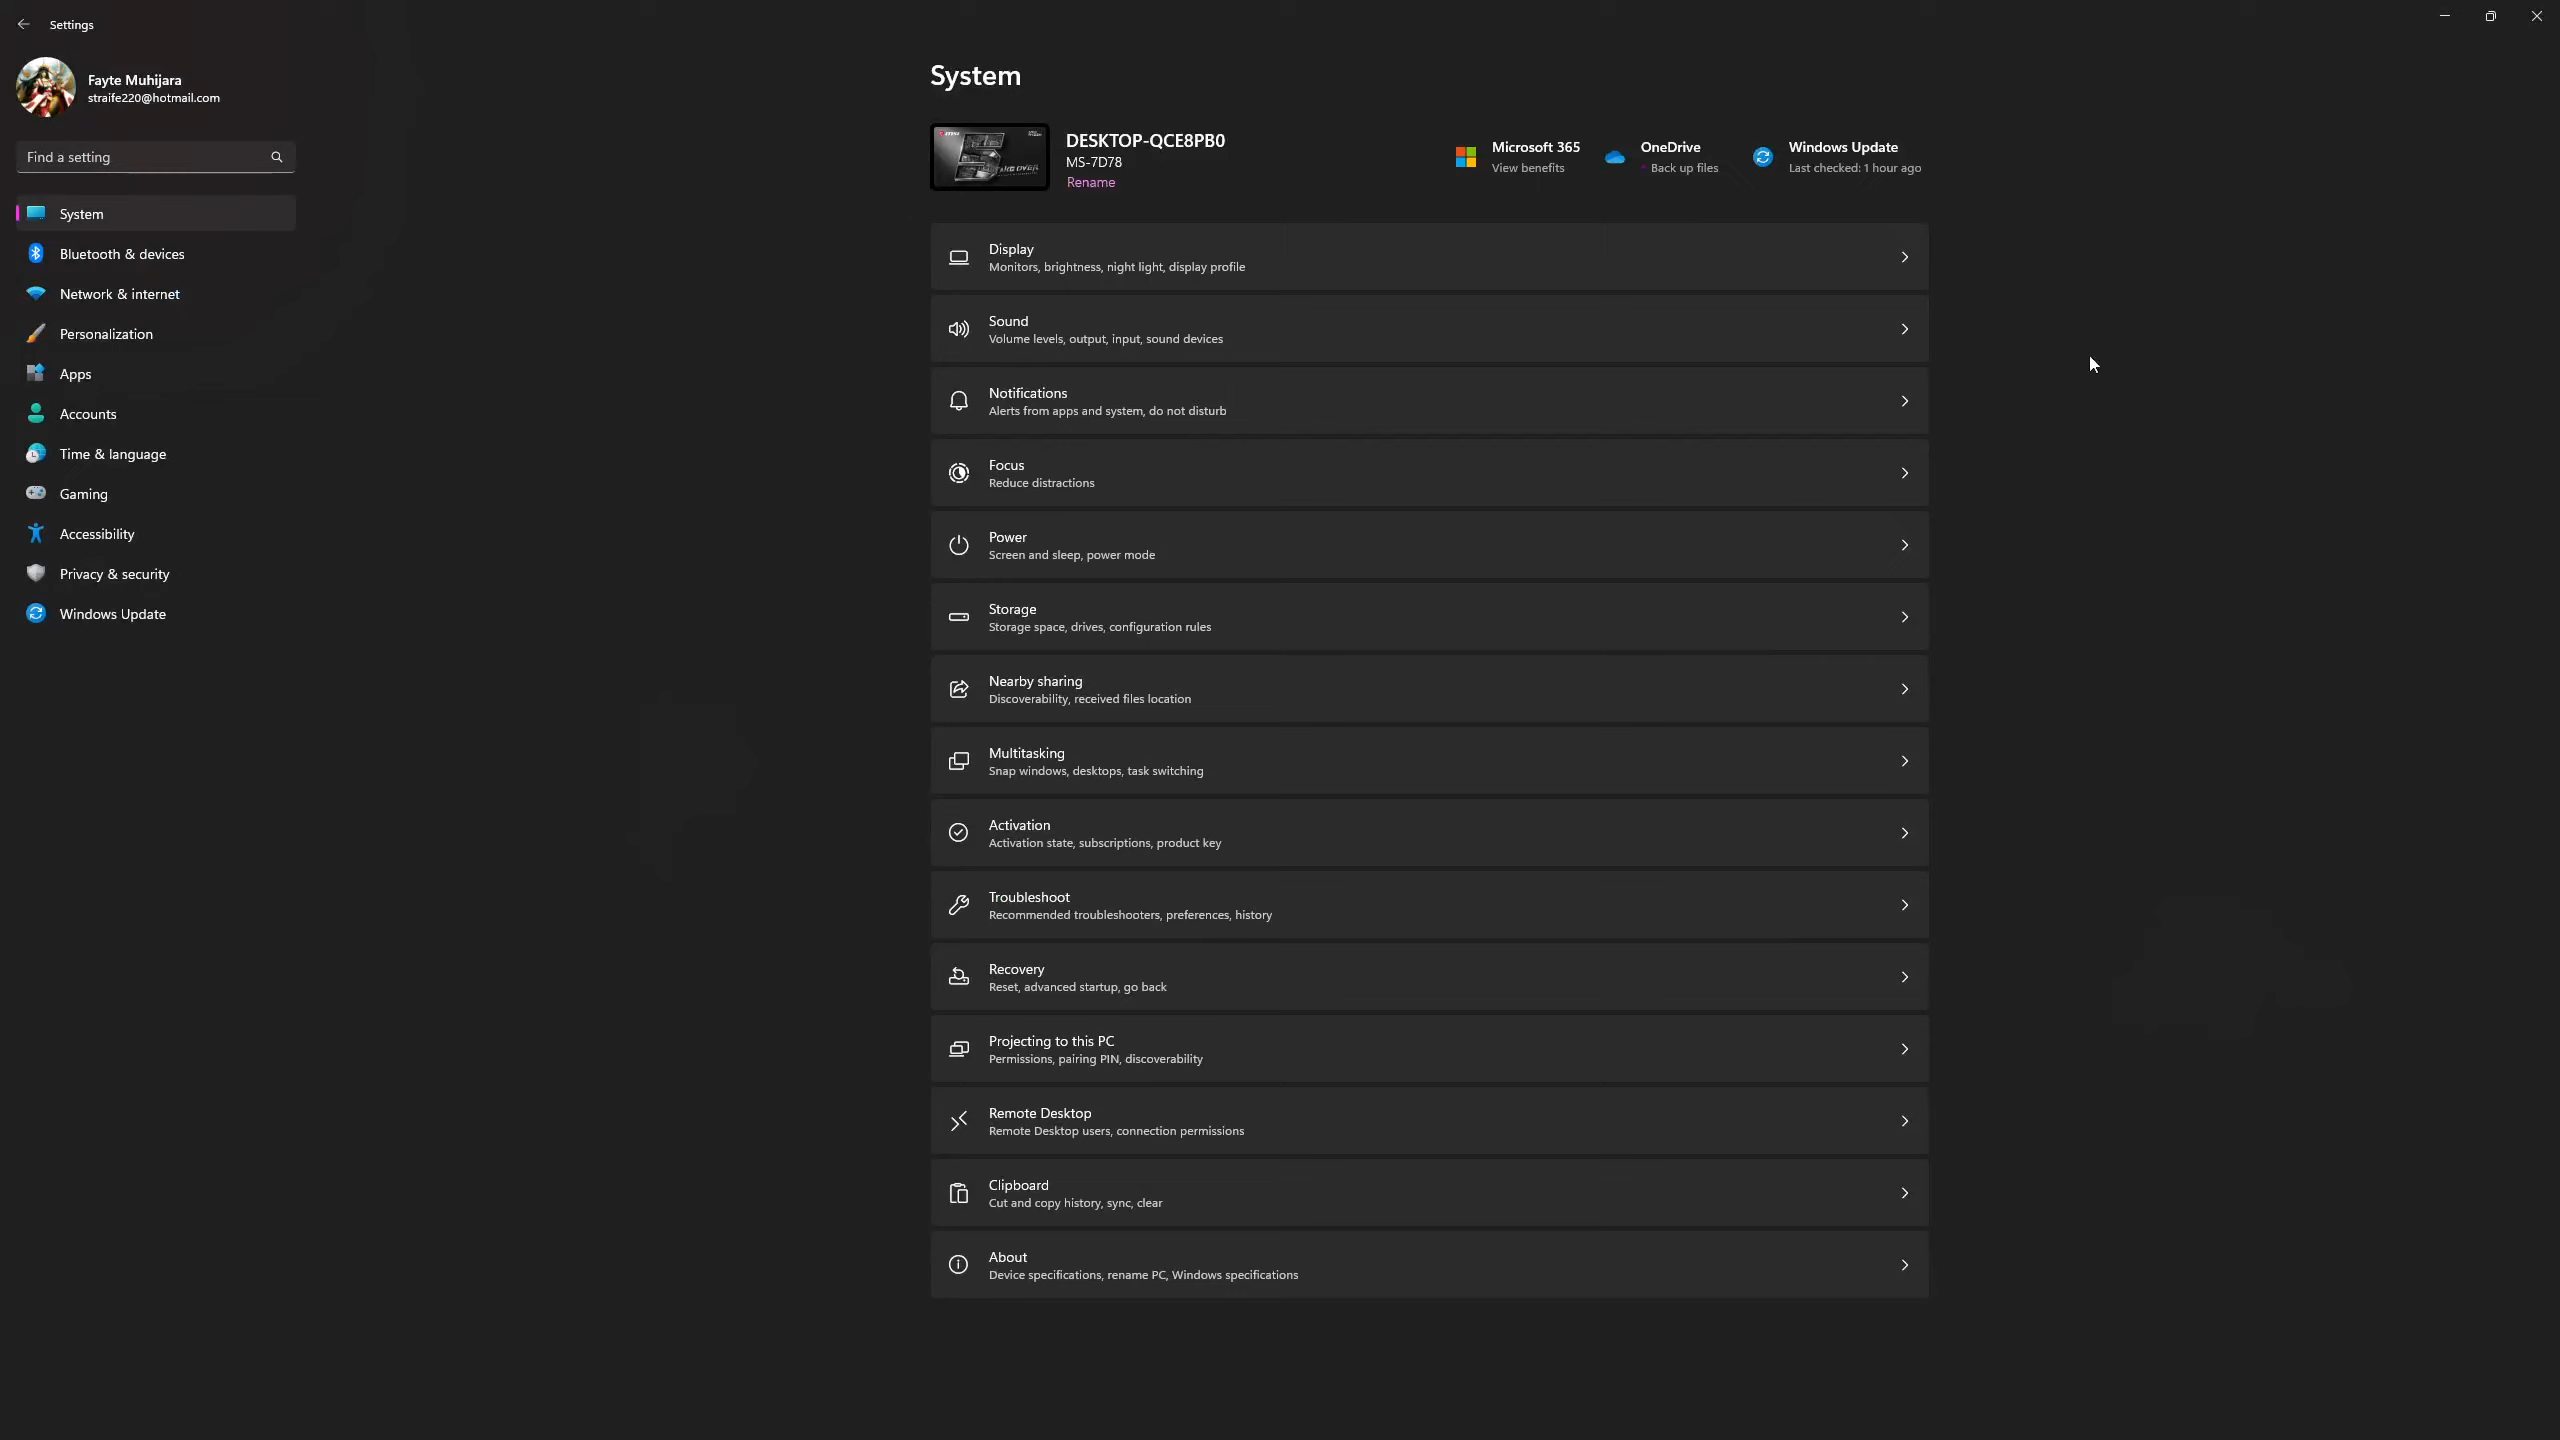 Settings
Fayte Muhijara
straife220@hotmail.com
Find a setting
System
Bluetooth & devices
Network & internet
Personalization
Apps
Accounts
Time & language
Gaming
Accessibility
Privacy & security
Windows Update
System
DESKTOP-QCE8PB0
MS-7D78
Rename
Microsoft 365
View benefits
OneDrive
Back up files
Windows Update
Last checked: 1 hour ago
Display
Monitors, brightness, night light, display profile
Sound
Volume levels, output, input, sound devices
Notifications
Alerts from apps and system, do not disturb
Focus
Reduce distractions
Power
Screen and sleep, power mode
Storage
Storage space, drives, configuration rules
Nearby sharing
Discoverability, received files location
Multitasking
Snap windows, desktops, task switching
Activation
Activation state, subscriptions, product key
Troubleshoot
Recommended troubleshooters, preferences, history
Recovery
Reset, advanced startup, go back
Projecting to this PC
Permissions, pairing PIN, discoverability
Remote Desktop
Remote Desktop users, connection permissions
Clipboard
Cut and copy history, sync, clear
About
Device specifications, rename PC, Windows specifications